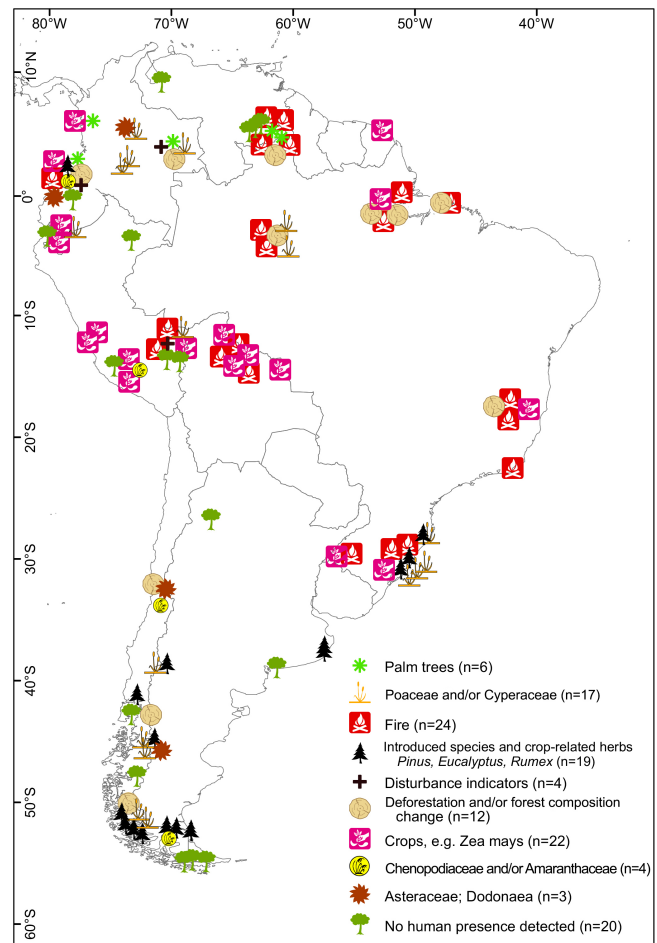 80°W 70°W 60°W 50°W 40°W
10°N
0°
10°S
20°S
30°S
40°S
50°S
60°S
Palm trees (n=6)
Poaceae and/or Cyperaceae (n=17)
Fire (n=24)
Introduced species and crop-related herbs
Pinus, Eucalyptus, Rumex (n=19)
Disturbance indicators (n=4)
Deforestation and/or forest composition
change (n=12)
Crops, e.g. Zea mays (n=22)
Chenopodiaceae and/or Amaranthaceae (n=4)
Asteraceae; Dodonaea (n=3)
No human presence detected (n=20)